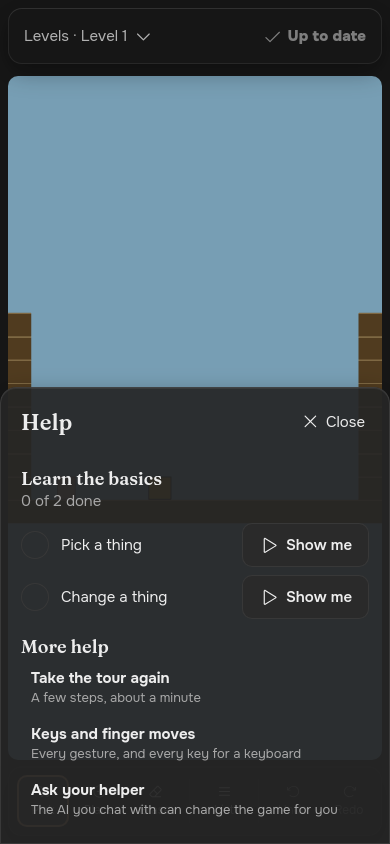 Levels · Level 1
Up to date
Help
Close
Learn the basics
0 of 2 done
Pick a thing
Show me
Change a thing
Show me
More help
Take the tour again
A few steps, about a minute
Keys and finger moves
Every gesture, and every key for a keyboard
Ask your helper
The AI you chat with can change the game for you